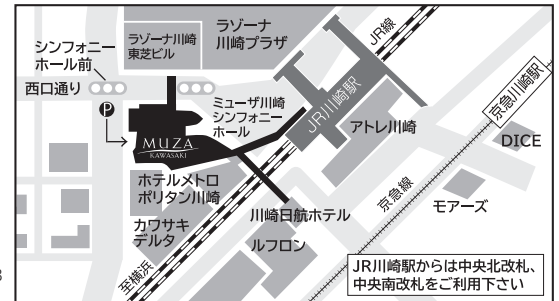 ラゾーナ川崎
東芝ビル
ラゾーナ
川崎プラザ
JR線
シンフォニー
ホール前
西口通り
P
ミューザ川崎
シンフォニー
ホール
JR川崎駅
アトレ川崎
京急川崎駅
DICE
MUZA
KAWASAKI
ホテルメトロ
ポリタン川崎
カワサキ
デルタ
川崎日航ホテル
ルフロン
京急線
モアーズ
至横浜
JR川崎駅からは中央北改札、
中央南改札をご利用下さい